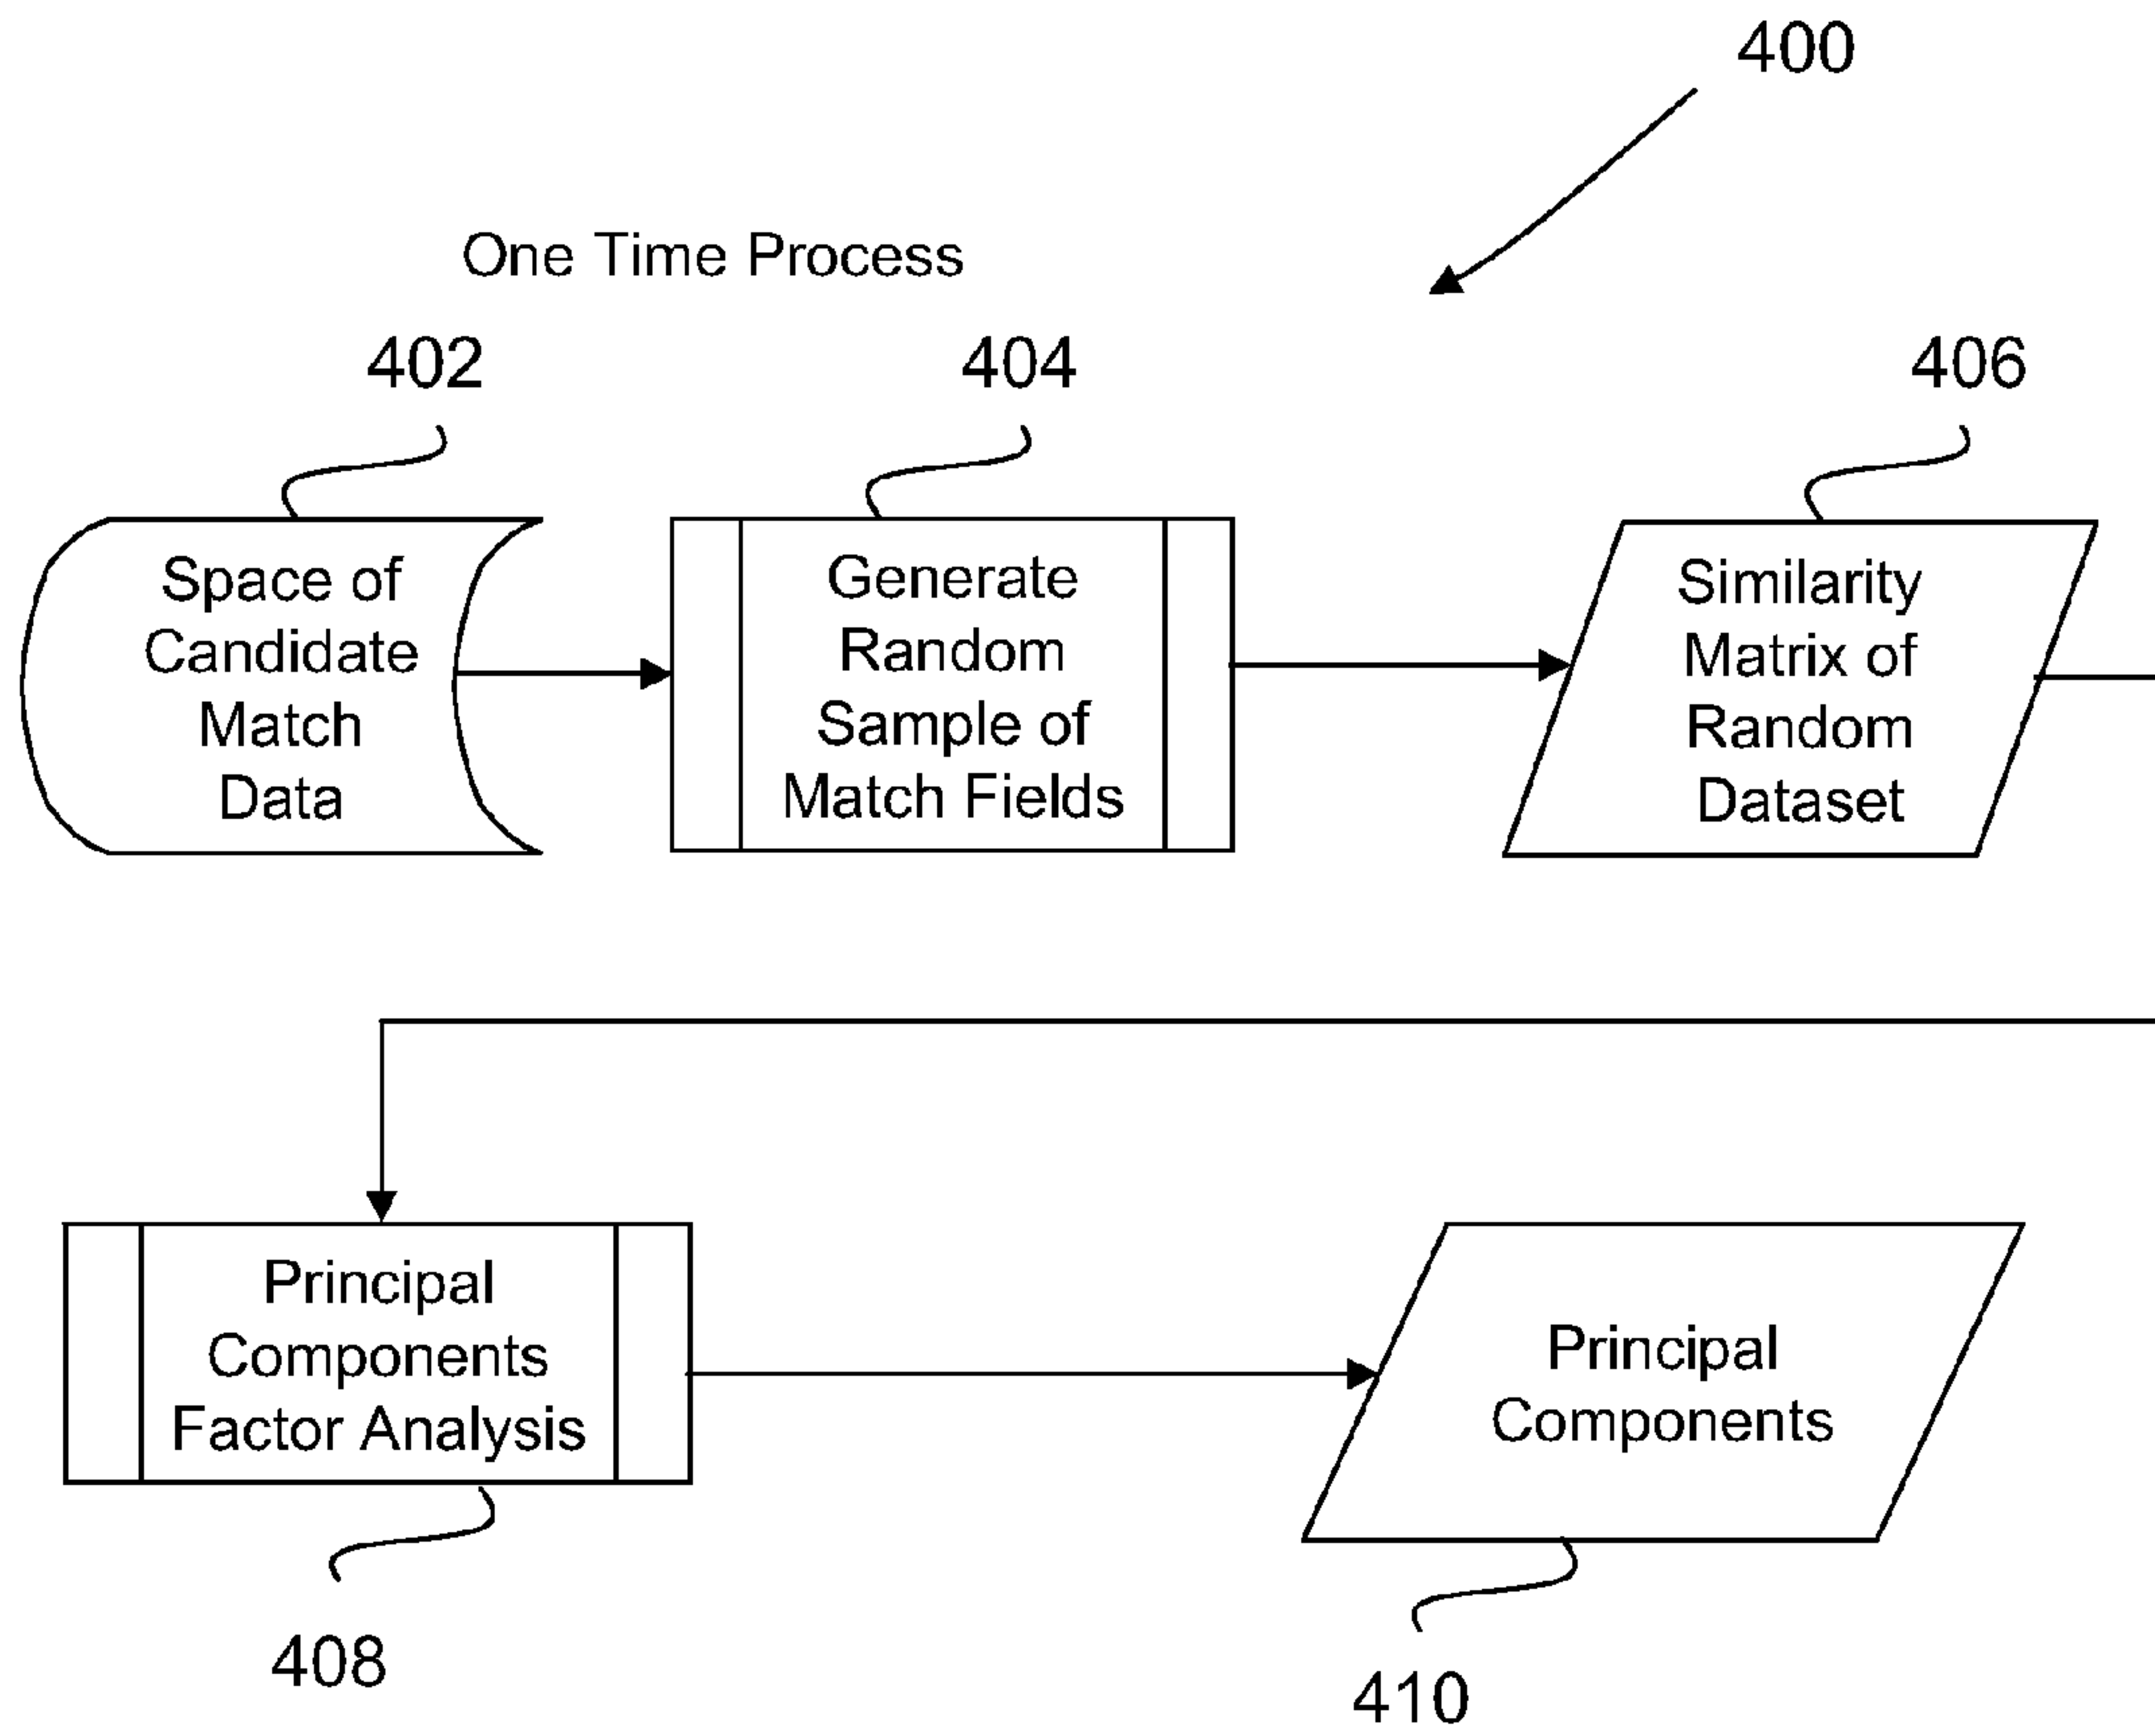 400
One Time Process
402
404
406
Space of
Candidate
Match
Data
Generate
Random
Sample of
Match Fields
Similarity
Matrix of
Random
Dataset
Principal
Components
Factor Analysis
Principal
Components
408
410